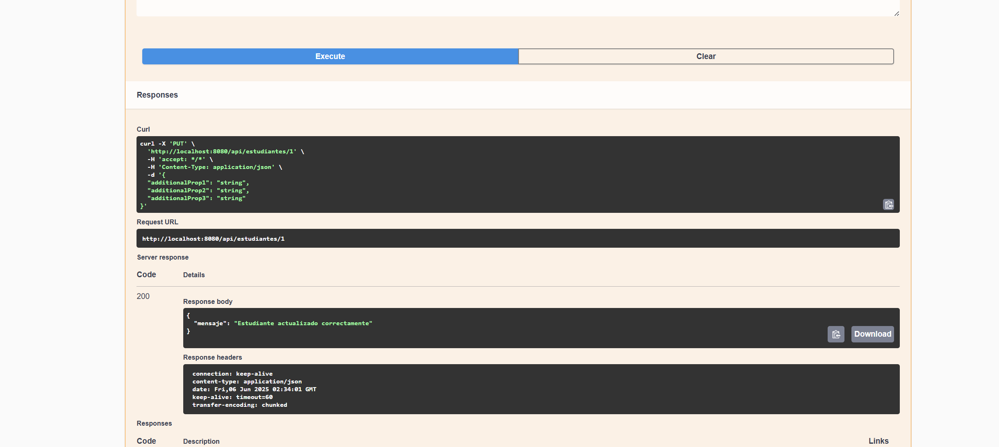 Execute
Clear
Responses
Curl
curl -X 'PUT' \
  'http://localhost:8080/api/estudiantes/1' \
  -H 'accept: */*' \
  -H 'Content-Type: application/json' \
  -d '{
  "additionalProp1": "string",
  "additionalProp2": "string",
  "additionalProp3": "string"
}'
Request URL
http://localhost:8080/api/estudiantes/1
Server response
Code Details
200
Response body
{
  "mensaje": "Estudiante actualizado correctamente"
}
Download
Response headers
connection: keep-alive
content-type: application/json
date: Fri,06 Jun 2025 02:34:01 GMT
keep-alive: timeout=60
transfer-encoding: chunked
Responses
Code Description Links